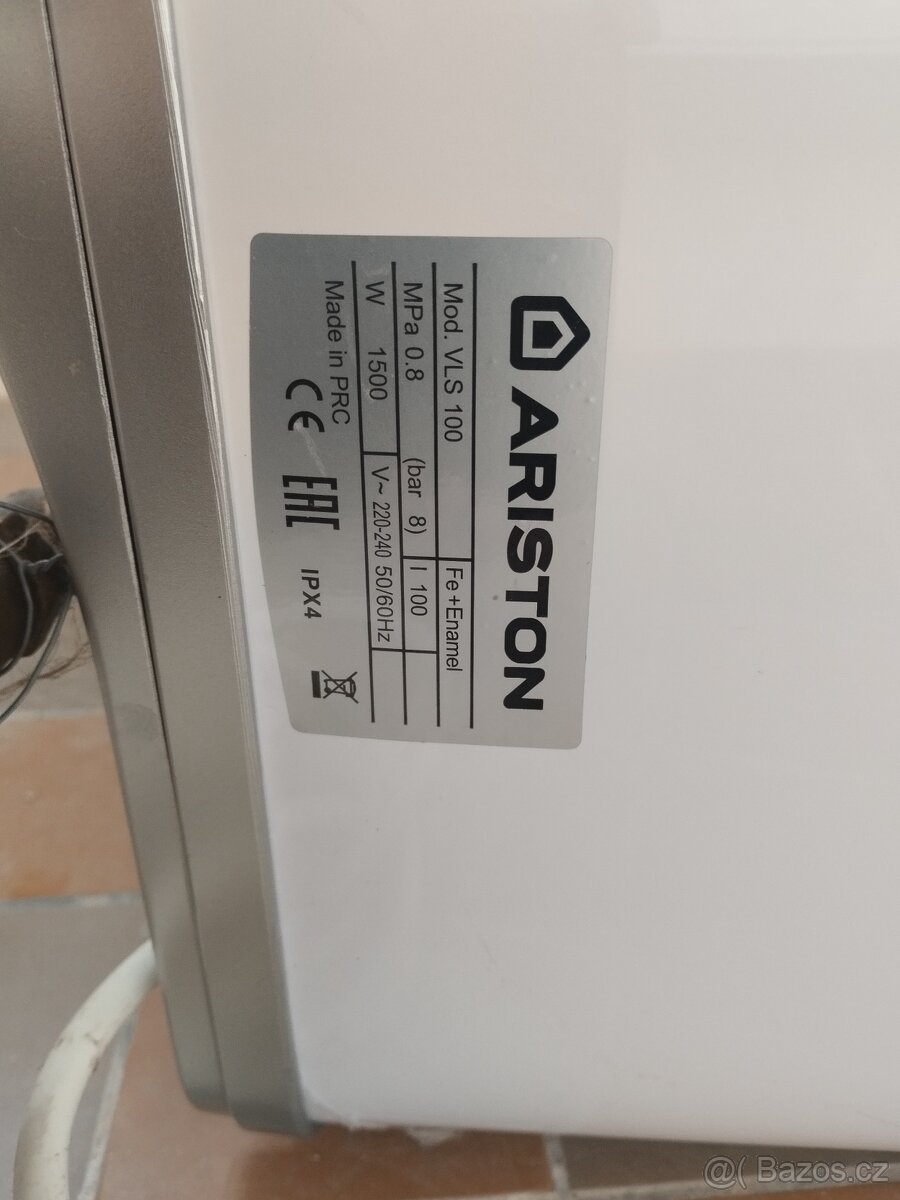 ARISTON
Mod. VLS 100 Fe+Enamel
MPa 0.8 (bar 8) l 100
W 1500 V~ 220-240 50/60Hz
Made in PRC
CE EAC IPX4
@( Bazos.cz